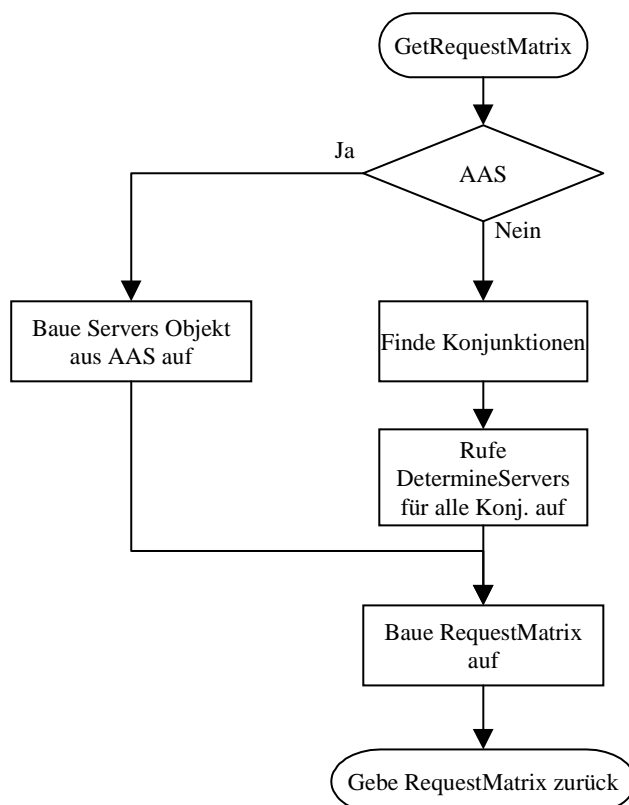 GetRequestMatrix
Ja
AAS
Nein
Baue Servers Objekt
aus AAS auf
Finde Konjunktionen
Rufe
DetermineServers
für alle Konj. auf
Baue RequestMatrix
auf
Gebe RequestMatrix zurück